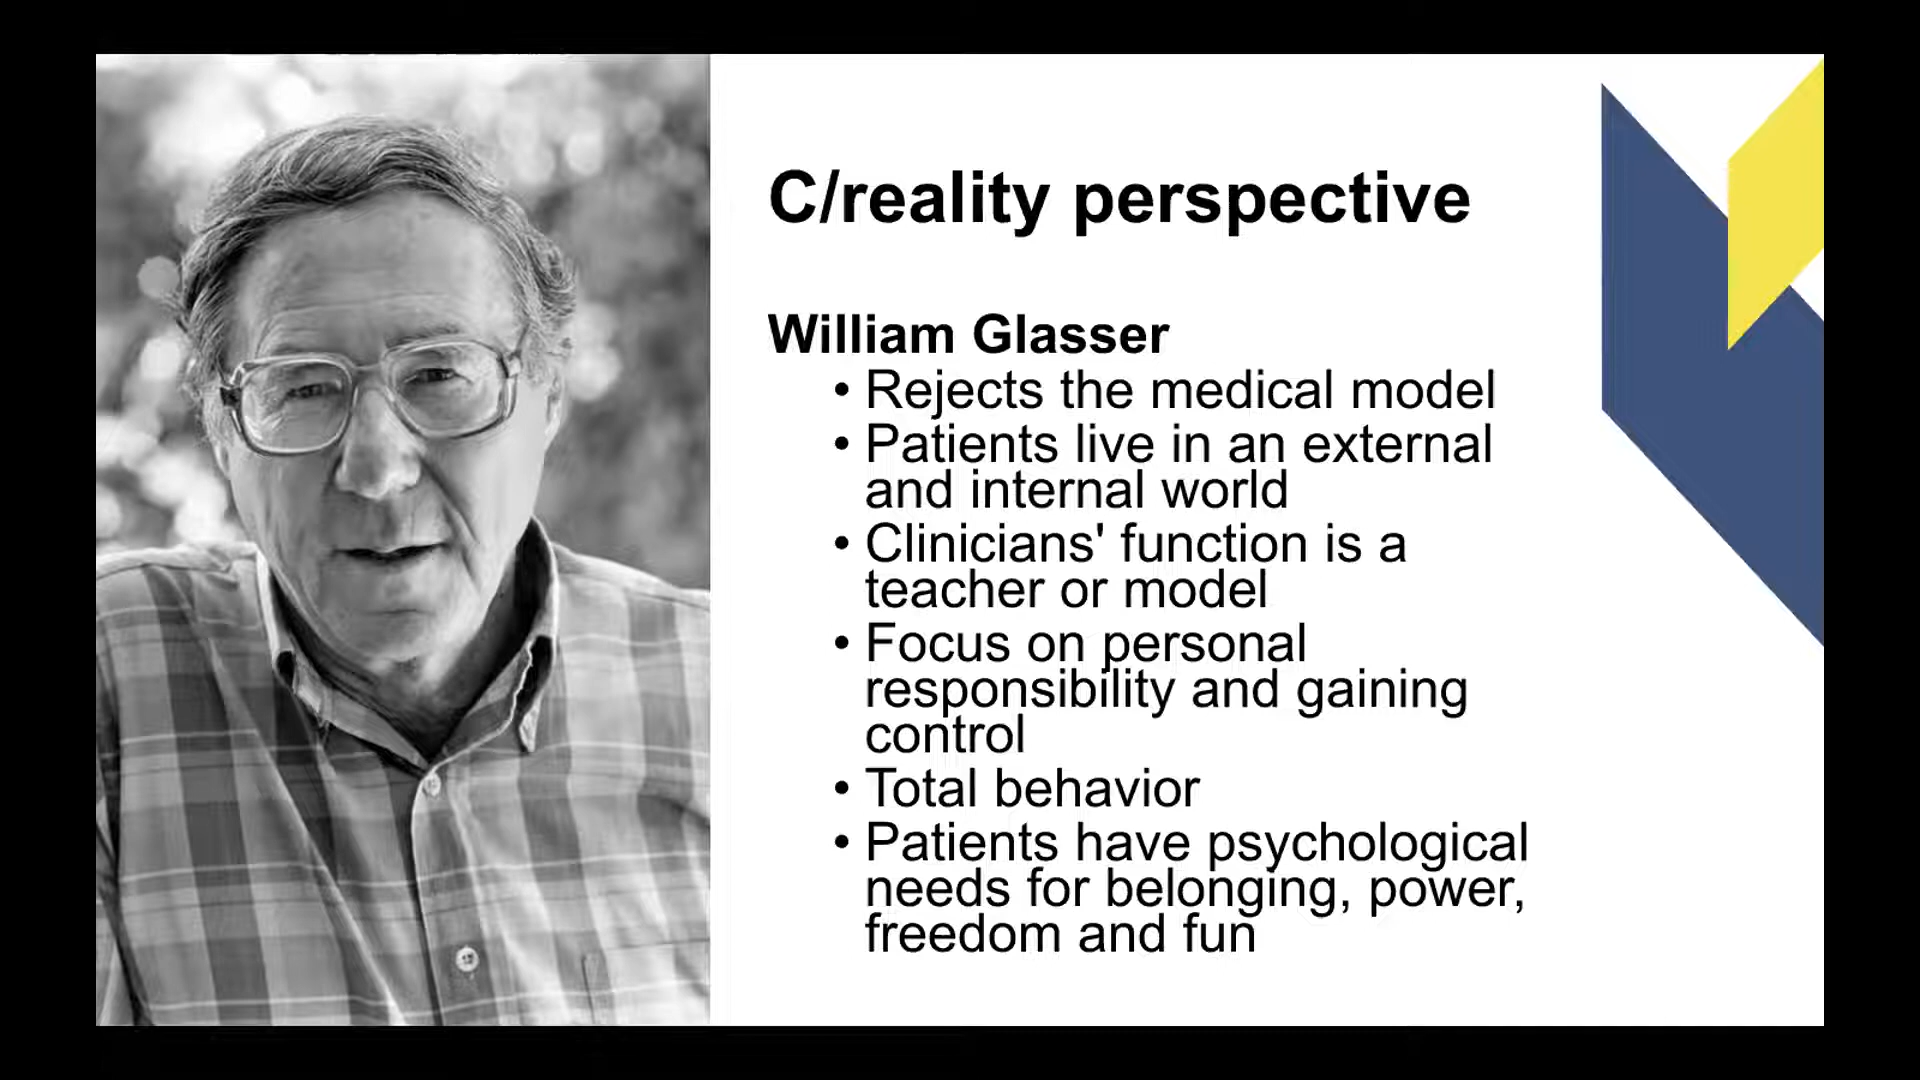 C/reality perspective
William Glasser
• Rejects the medical model
• Patients live in an external
and internal world
• Clinicians' function is a
teacher or model
• Focus on personal
responsibility and gaining
control
• Total behavior
• Patients have psychological
needs for belonging, power,
freedom and fun